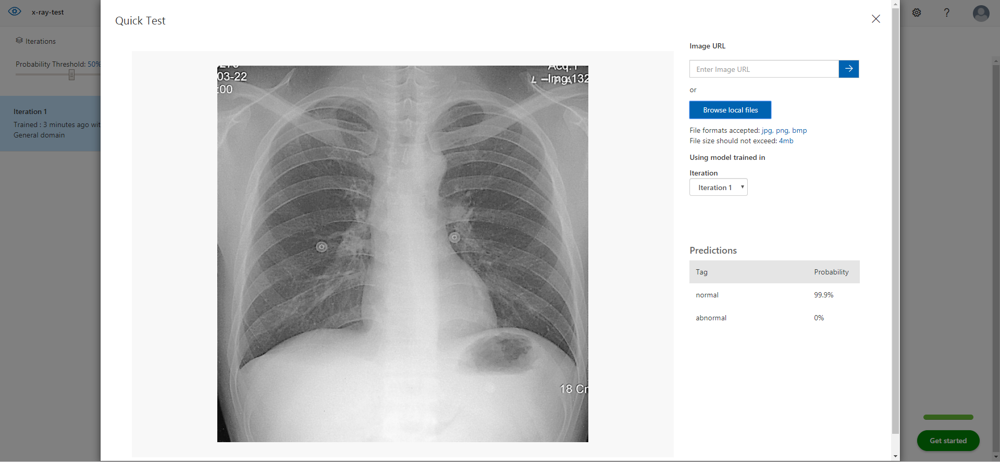 x-ray-test
Quick Test
?
Iterations
Probability Threshold: 50%
Iteration 1
Trained : 3 minutes ago wit
General domain
03-22
:00
L
Img:132
18 Cr
Image URL
Enter Image URL
or
Browse local files
File formats accepted: jpg, png, bmp
File size should not exceed: 4mb
Using model trained in
Iteration
Iteration 1
Predictions
Tag Probability
normal 99.9%
abnormal 0%
Get started